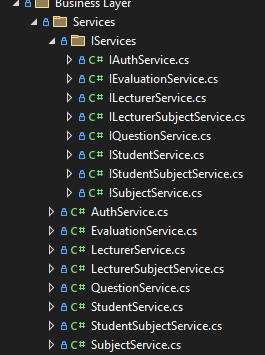 Business Layer
Services
IServices
C# IAuthService.cs
C# IEvaluationService.cs
C# ILecturerService.cs
C# ILecturerSubjectService.cs
C# IQuestionService.cs
C# IStudentService.cs
C# IStudentSubjectService.cs
C# ISubjectService.cs
C# AuthService.cs
C# EvaluationService.cs
C# LecturerService.cs
C# LecturerSubjectService.cs
C# QuestionService.cs
C# StudentService.cs
C# StudentSubjectService.cs
C# SubjectService.cs